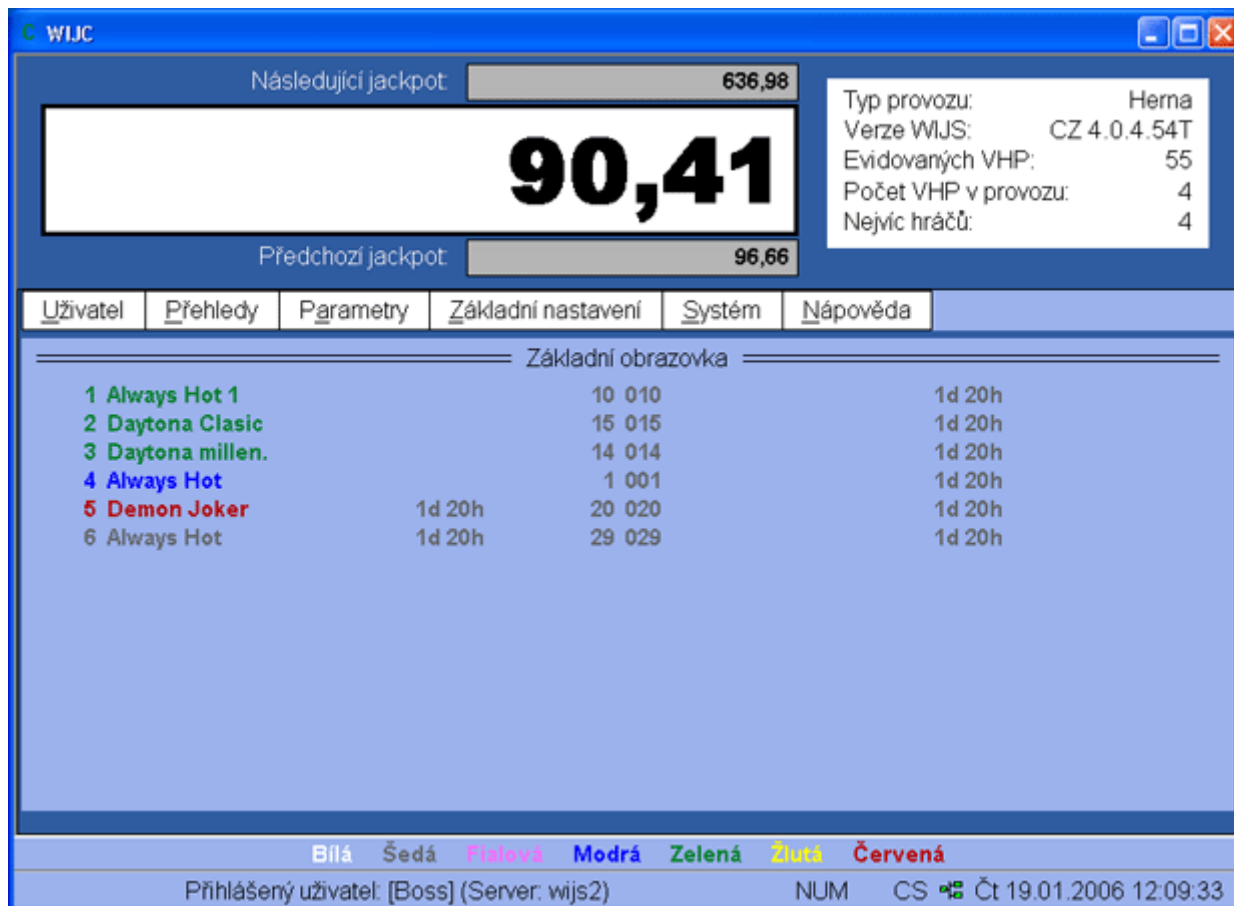 C WIJC
Následující jackpot: 636,98
90,41
Předchozí jackpot: 96,66
Typ provozu: Herna
Verze WIJS: CZ 4.0.4.54T
Evidovaných VHP: 55
Počet VHP v provozu: 4
Nejvíc hráčů: 4
Uživatel Přehledy Parametry Základní nastavení Systém Nápověda
Základní obrazovka
1 Always Hot 1 10 010 1d 20h
2 Daytona Clasic 15 015 1d 20h
3 Daytona millen. 14 014 1d 20h
4 Always Hot 1 001 1d 20h
5 Demon Joker 1d 20h 20 020 1d 20h
6 Always Hot 1d 20h 29 029 1d 20h
Bílá Šedá Fialová Modrá Zelená Žlutá Červená
Přihlášený uživatel: [Boss] (Server: wijs2) NUM CS Čt 19.01.2006 12:09:33